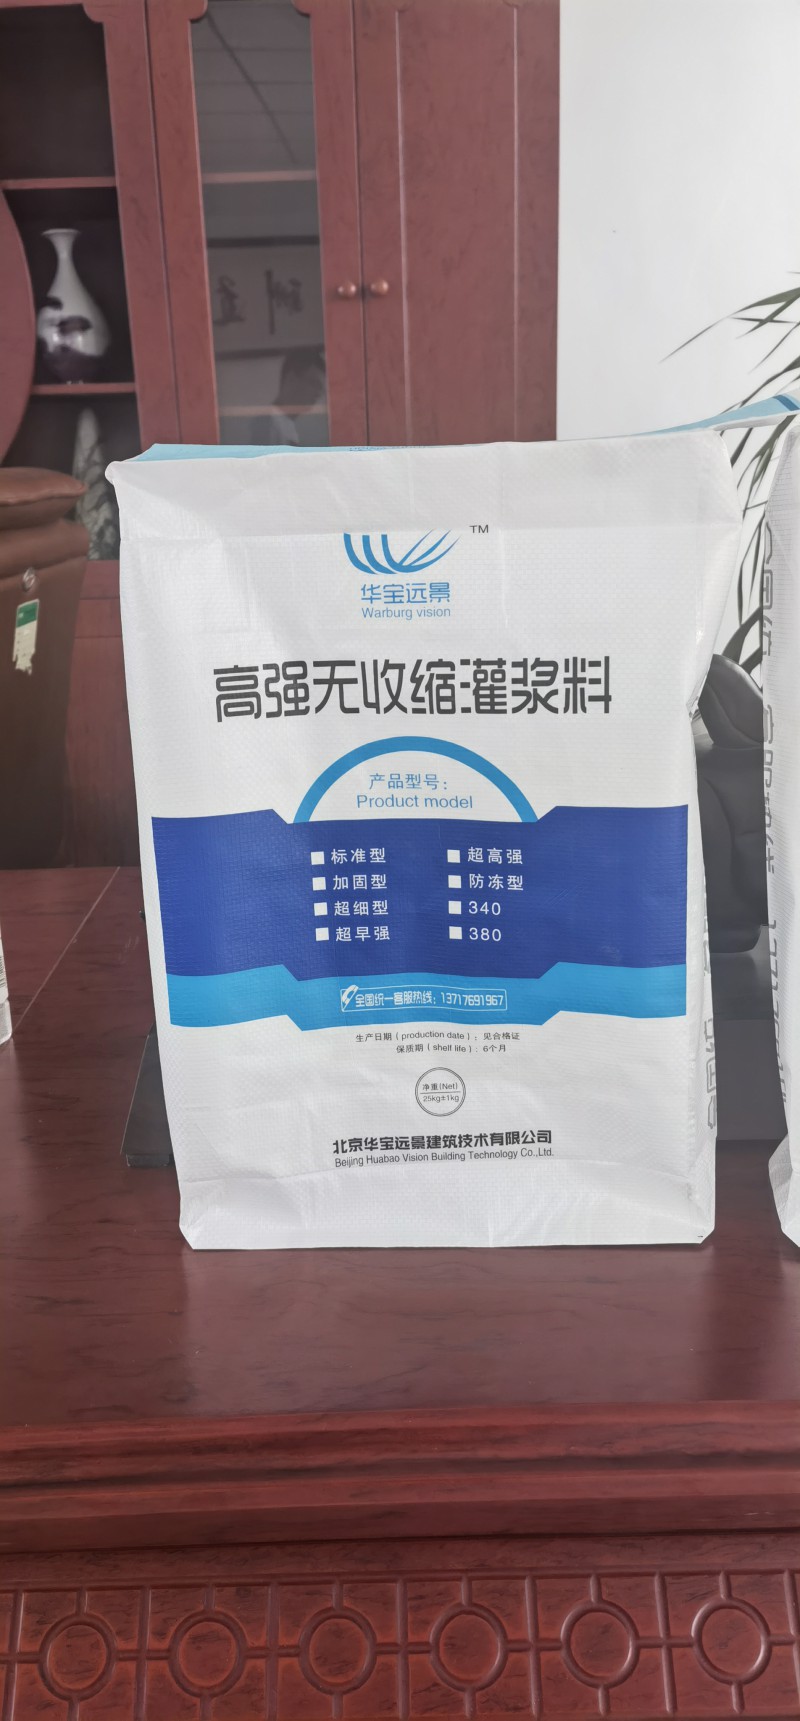 TM
华宝远景
Warburg vision
高强无收缩灌浆料
产品型号：
Product model
标准型
超高强
加固型
防冻型
超细型
340
超早强
380
全国统一客服热线：13717691967
生产日期（production date）：见合格证
保质期（shelf life）：6个月
净重(Net)
25kg±1kg
北京华宝远景建筑技术有限公司
Beijing Huabao Vision Building Technology Co.,Ltd.